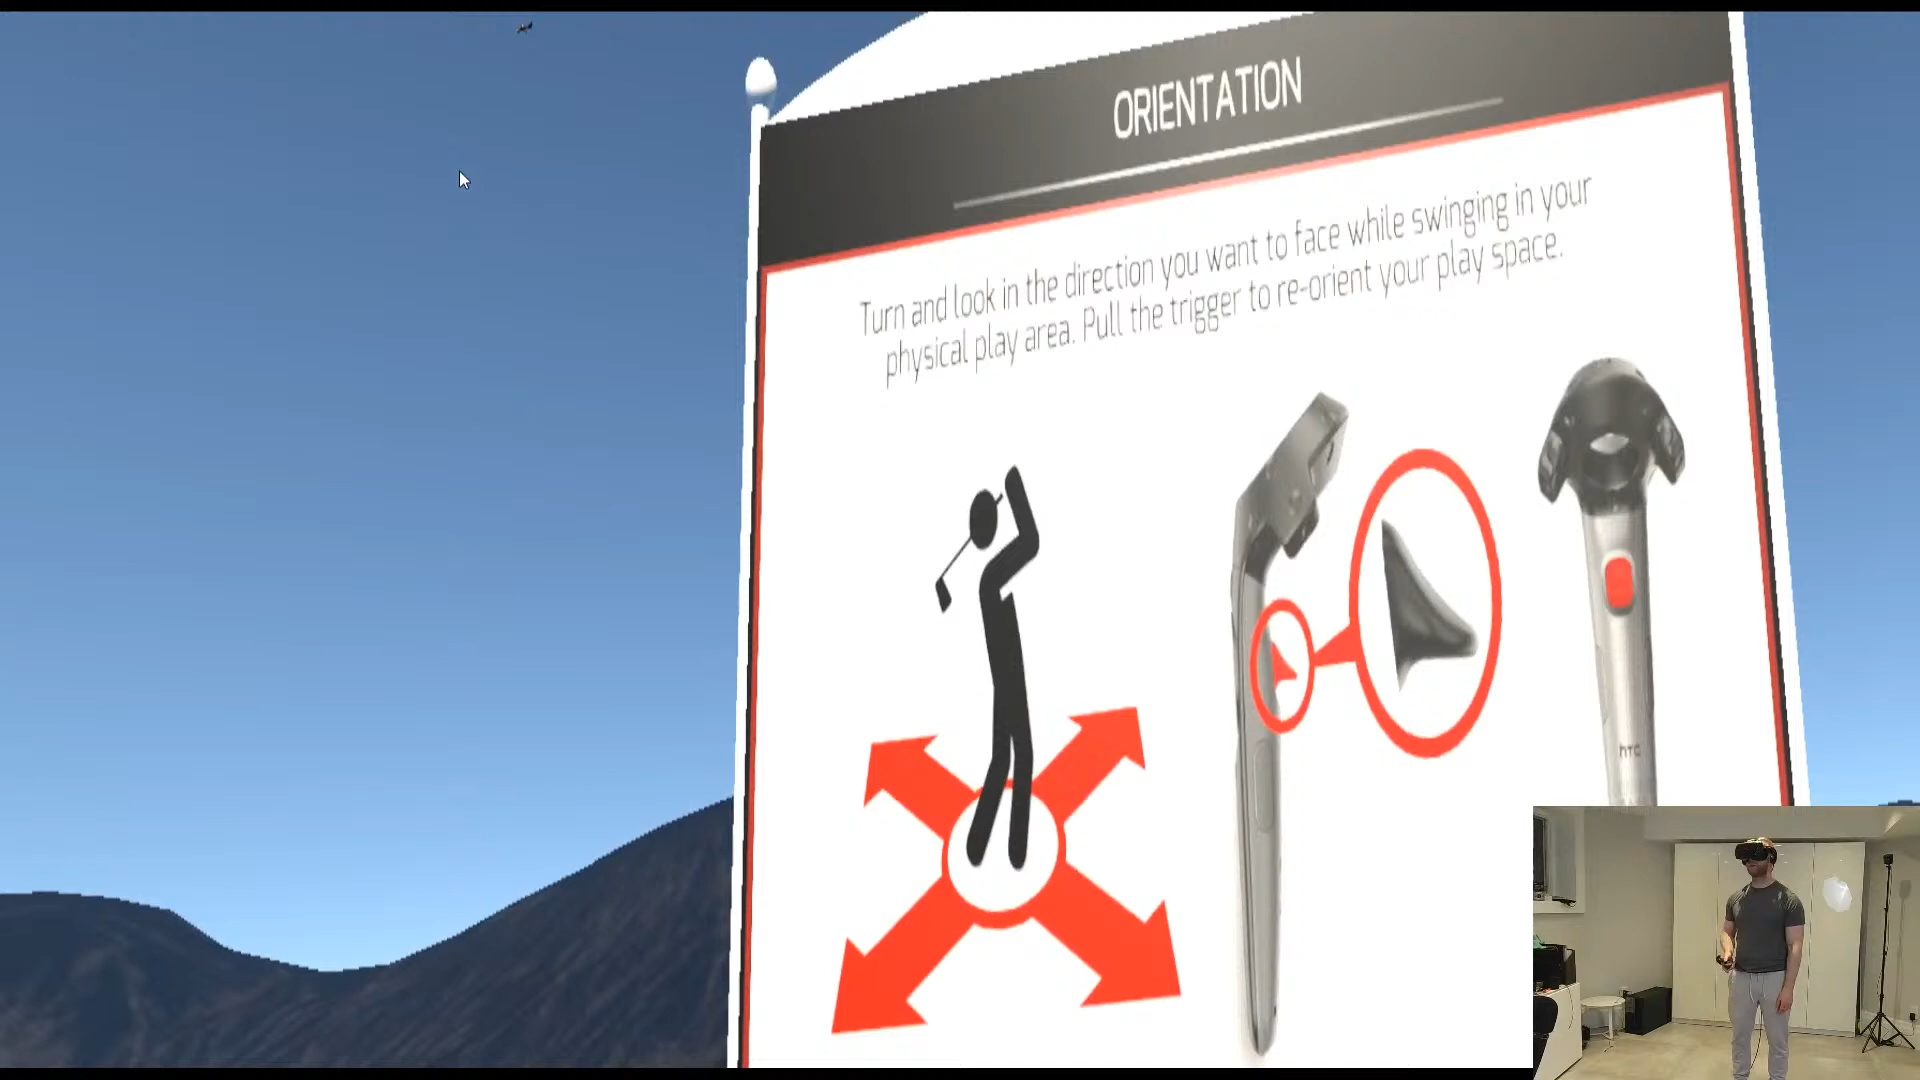 ORIENTATION
Turn and look in the direction you want to face while swinging in your
physical play area. Pull the trigger to re-orient your play space.
hTC